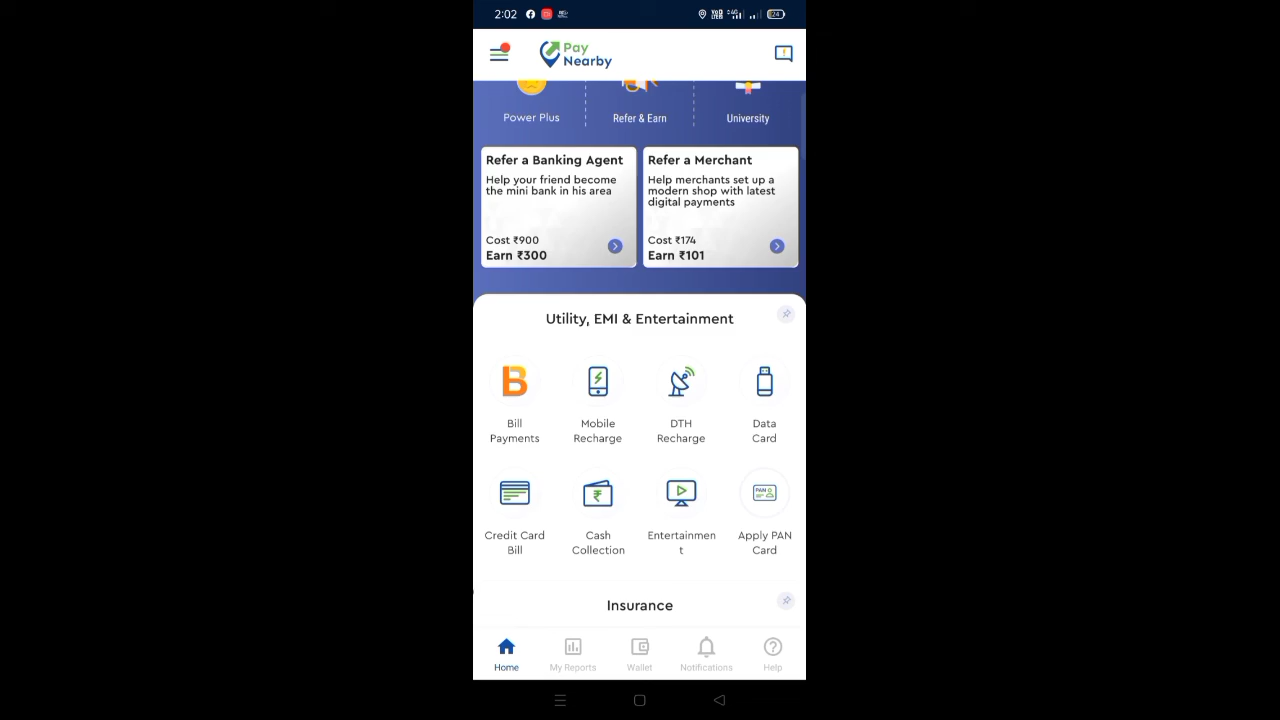 2:02
24
Pay
Nearby
Power Plus
Refer & Earn
University
Refer a Banking Agent
Help your friend become
the mini bank in his area
Cost ₹900
Earn ₹300
Refer a Merchant
Help merchants set up a
modern shop with latest
digital payments
Cost ₹174
Earn ₹101
Utility, EMI & Entertainment
B
Bill
Payments
Mobile
Recharge
DTH
Recharge
Data
Card
Credit Card
Bill
₹
Cash
Collection
Entertainmen
t
PAN
Apply PAN
Card
Insurance
Home
My Reports
Wallet
Notifications
Help